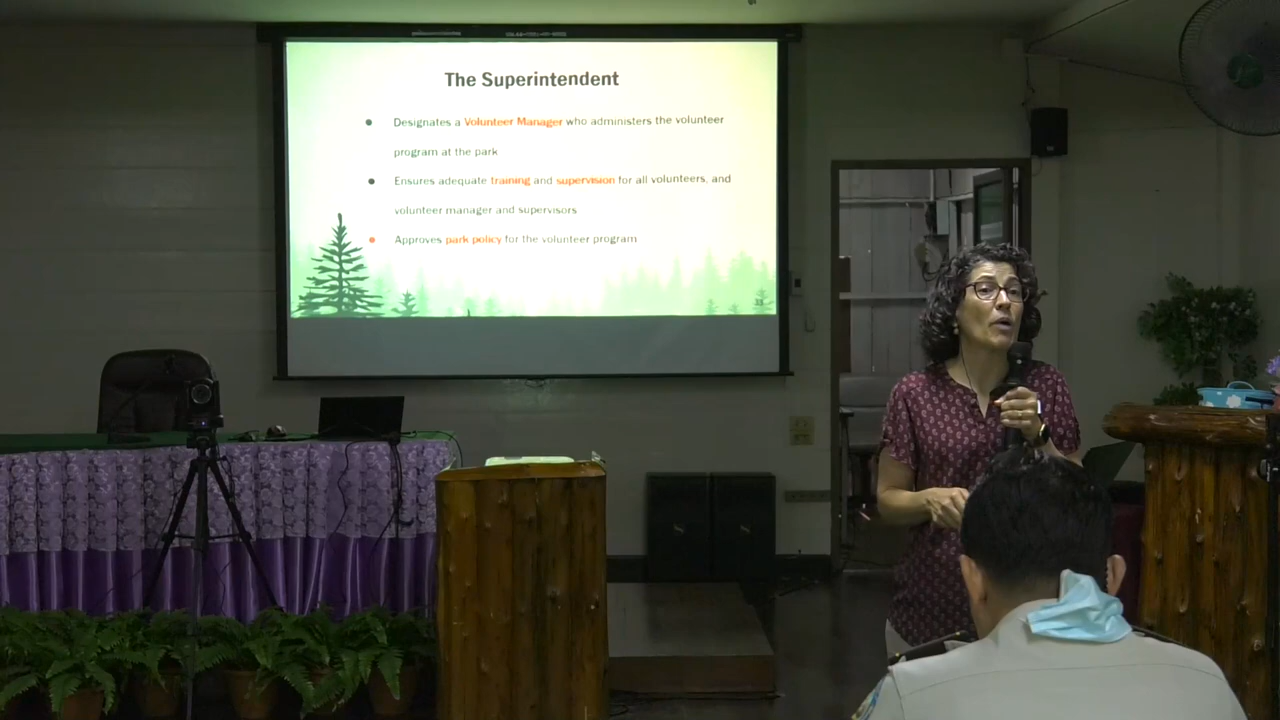 The Superintendent
Designates a Volunteer Manager who administers the volunteer
program at the park
Ensures adequate training and supervision for all volunteers, and
volunteer manager and supervisors
Approves park policy for the volunteer program